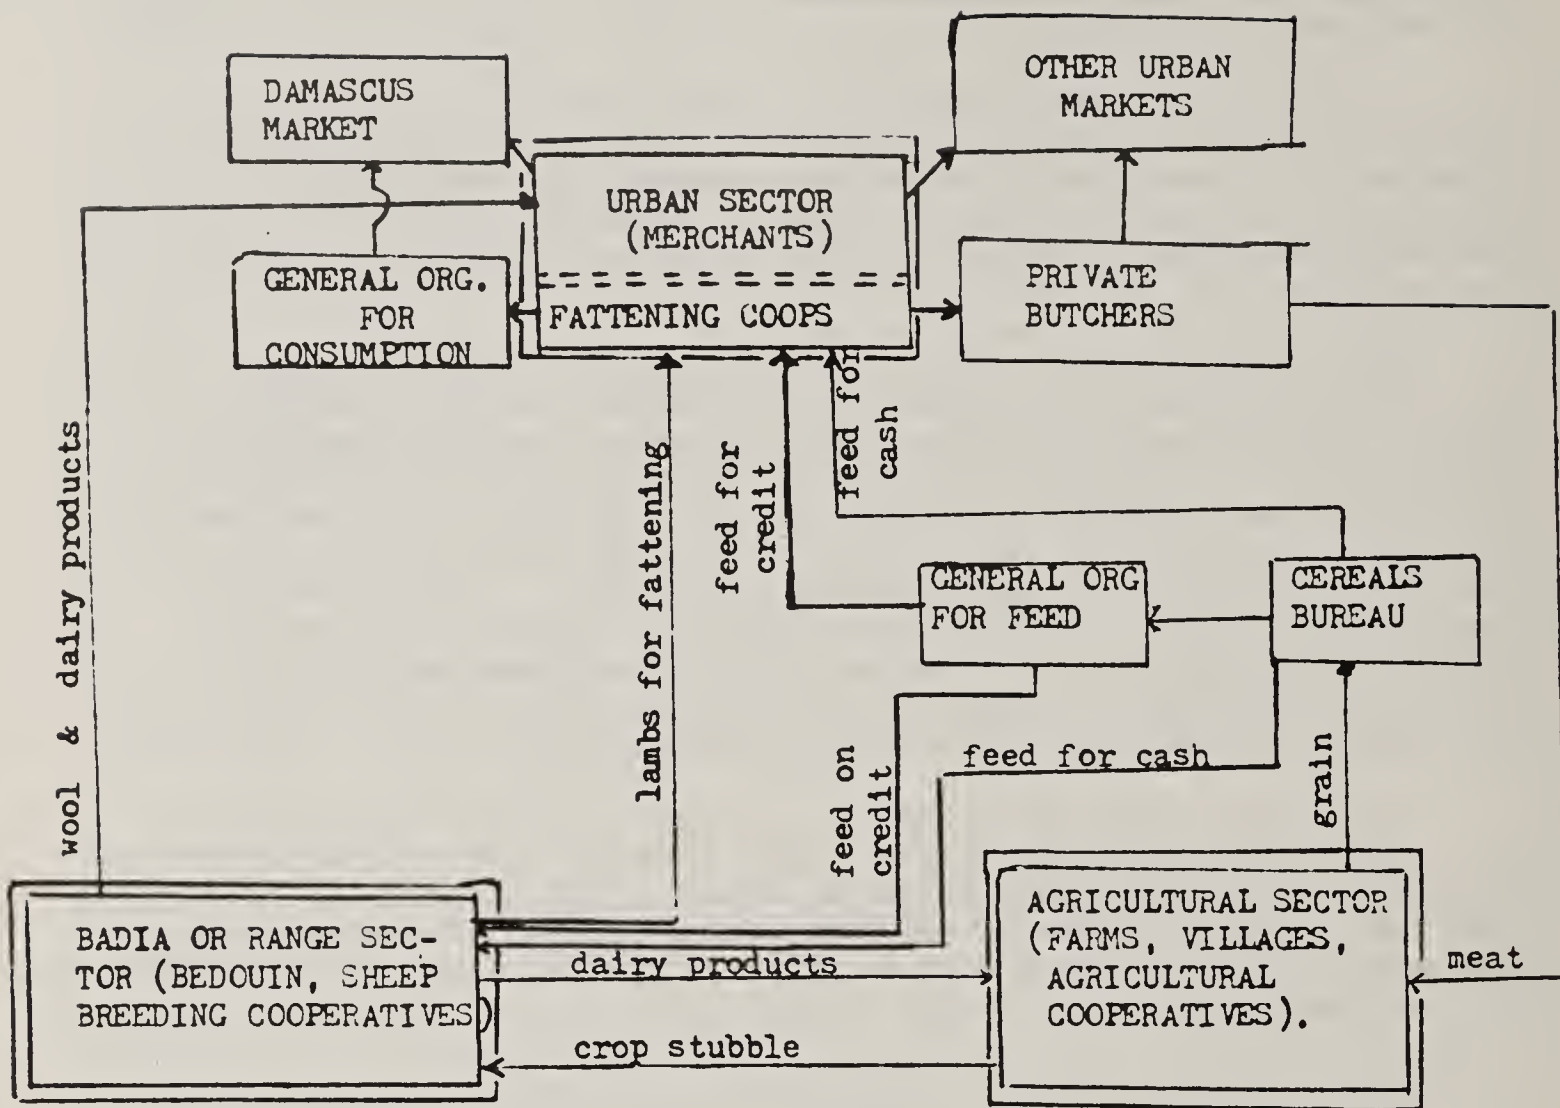 DAMASCUS
MARKET
OTHER URBAN
MARKETS
URBAN SECTOR
(MERCHANTS)
FATTENING COOPS
GENERAL ORG.
FOR
CONSUMPTION
PRIVATE
BUTCHERS
wool & dairy products
lambs for fattening
feed for
credit
feed for
cash
GENERAL ORG
FOR FEED
CEREALS
BUREAU
feed on
credit
feed for cash
grain
BADIA OR RANGE SEC-
TOR (BEDOUIN, SHEEP
BREEDING COOPERATIVES)
dairy products
crop stubble
AGRICULTURAL SECTOR
(FARMS, VILLAGES,
AGRICULTURAL
COOPERATIVES).
meat